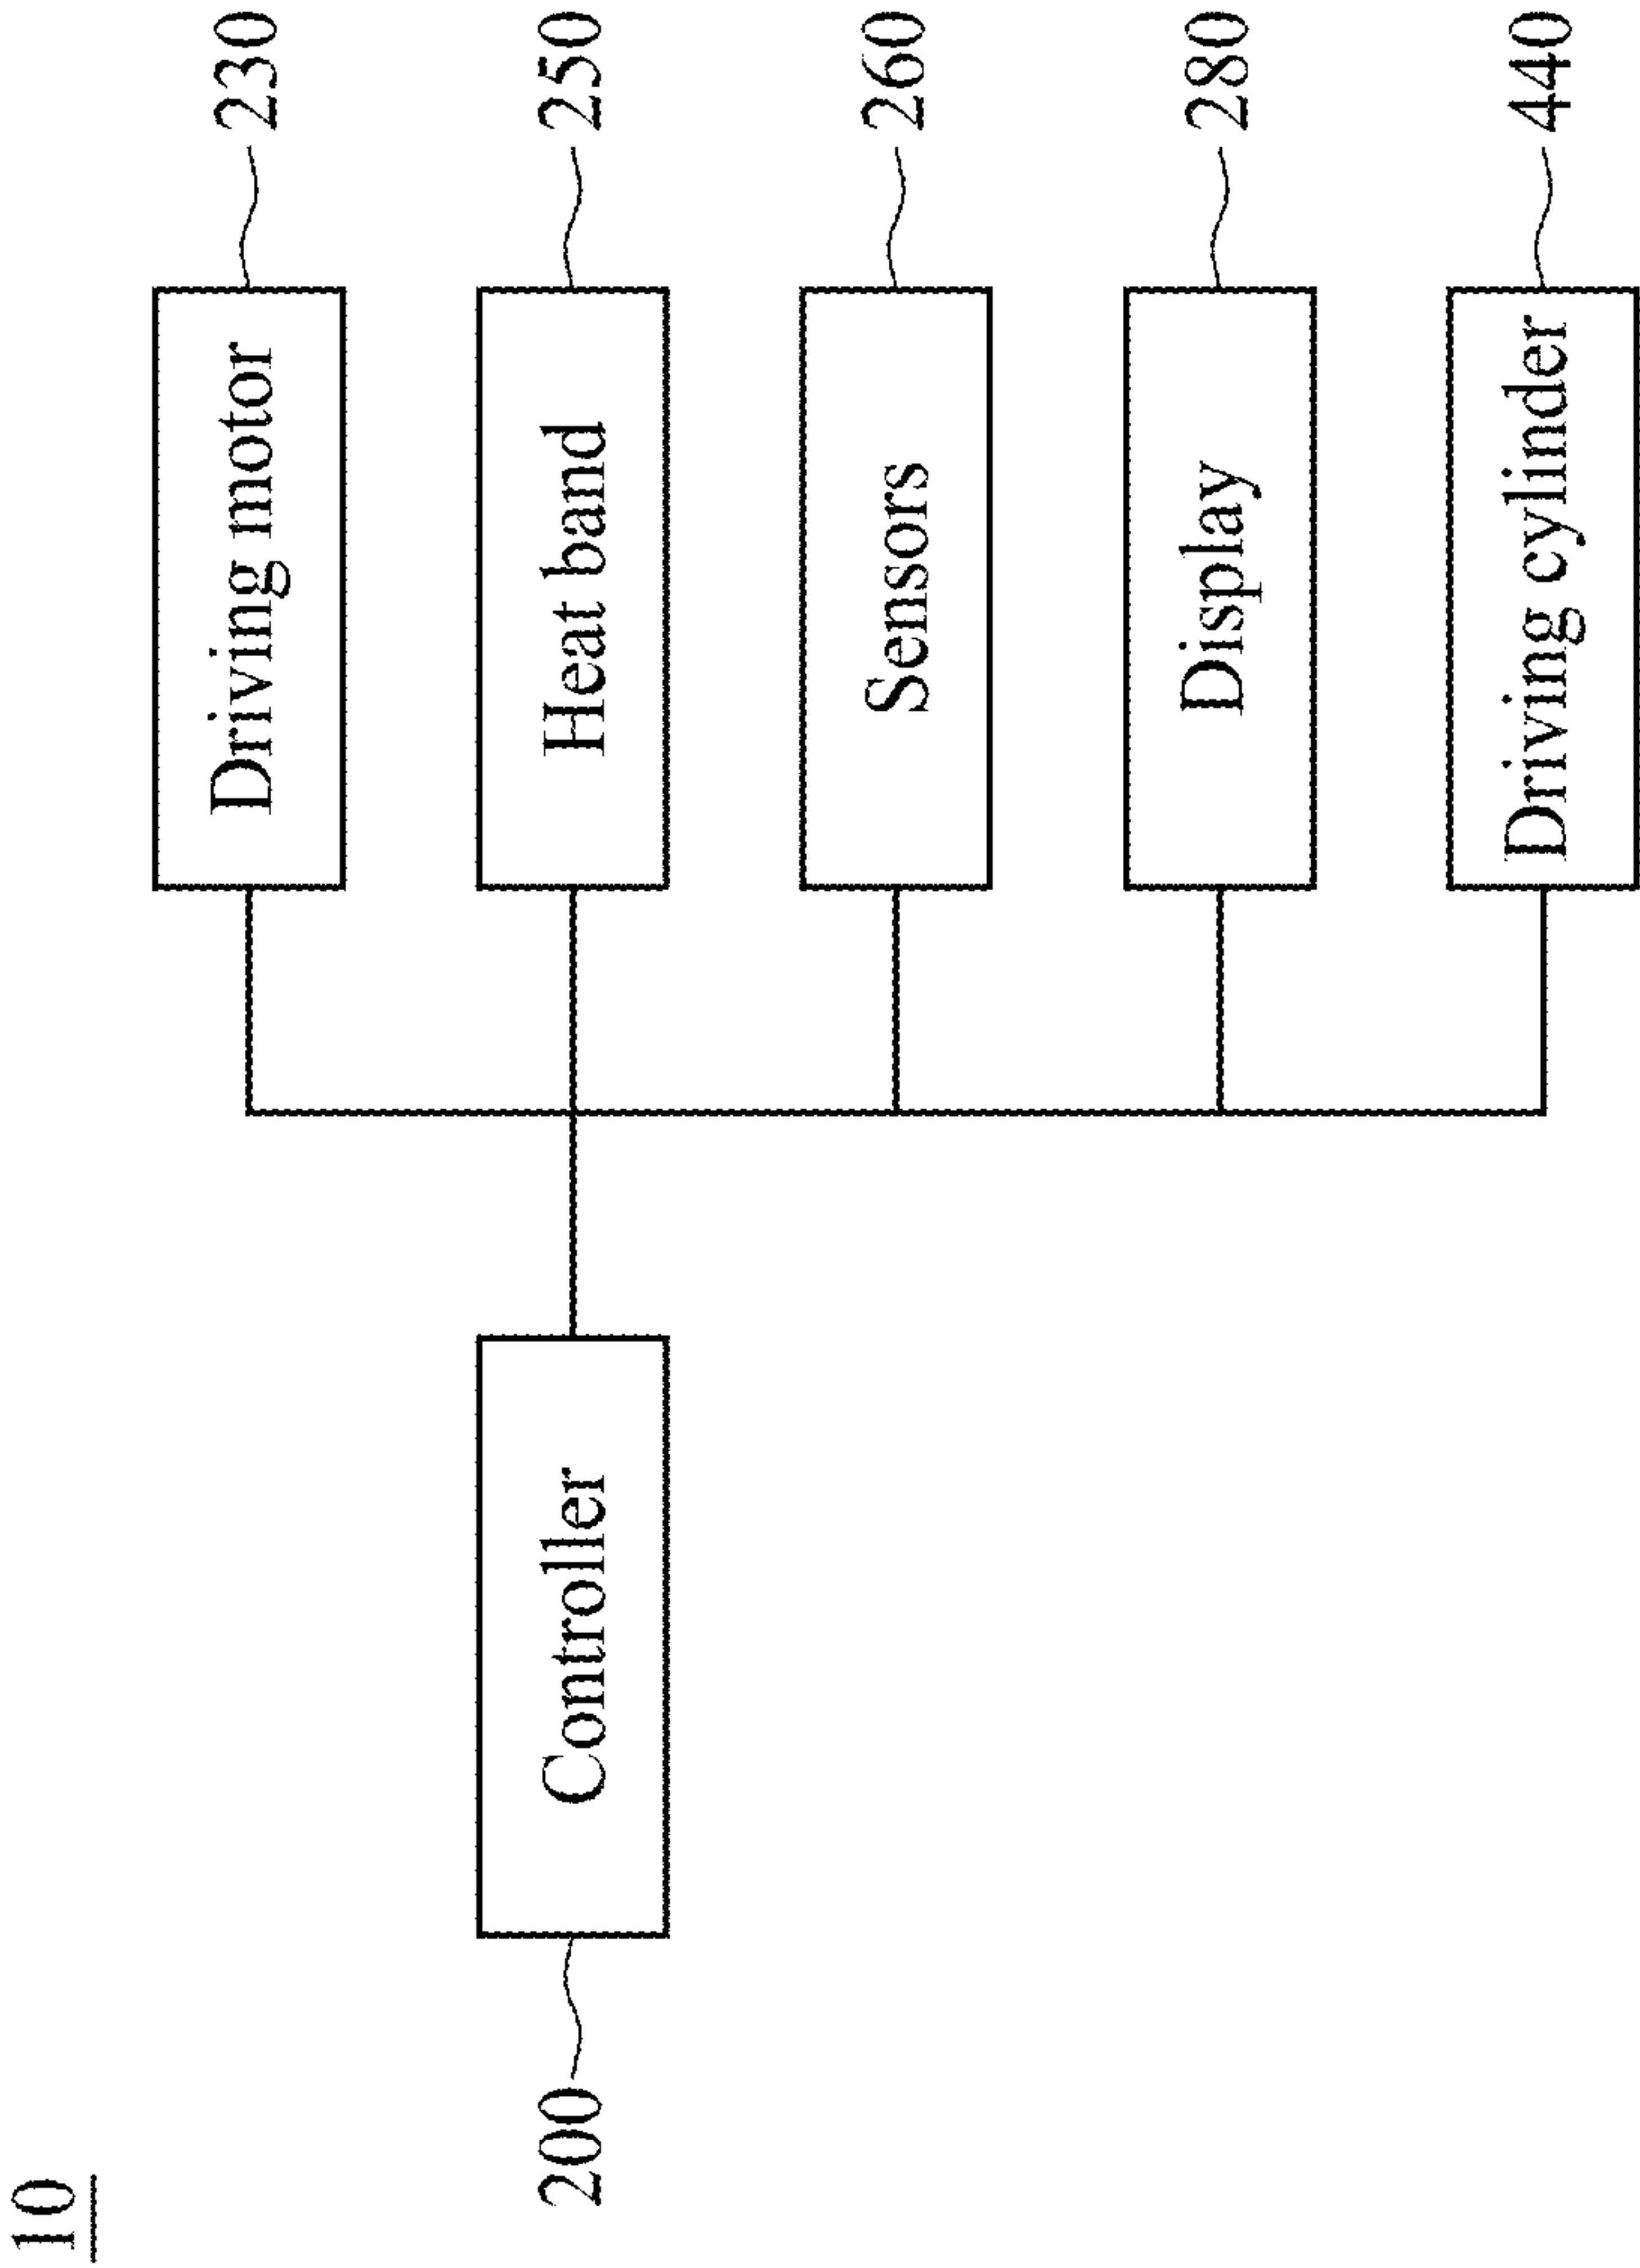 10
Driving motor 230
200 Controller Heat band 250
Sensors 260
Display 280
Driving cylinder 440